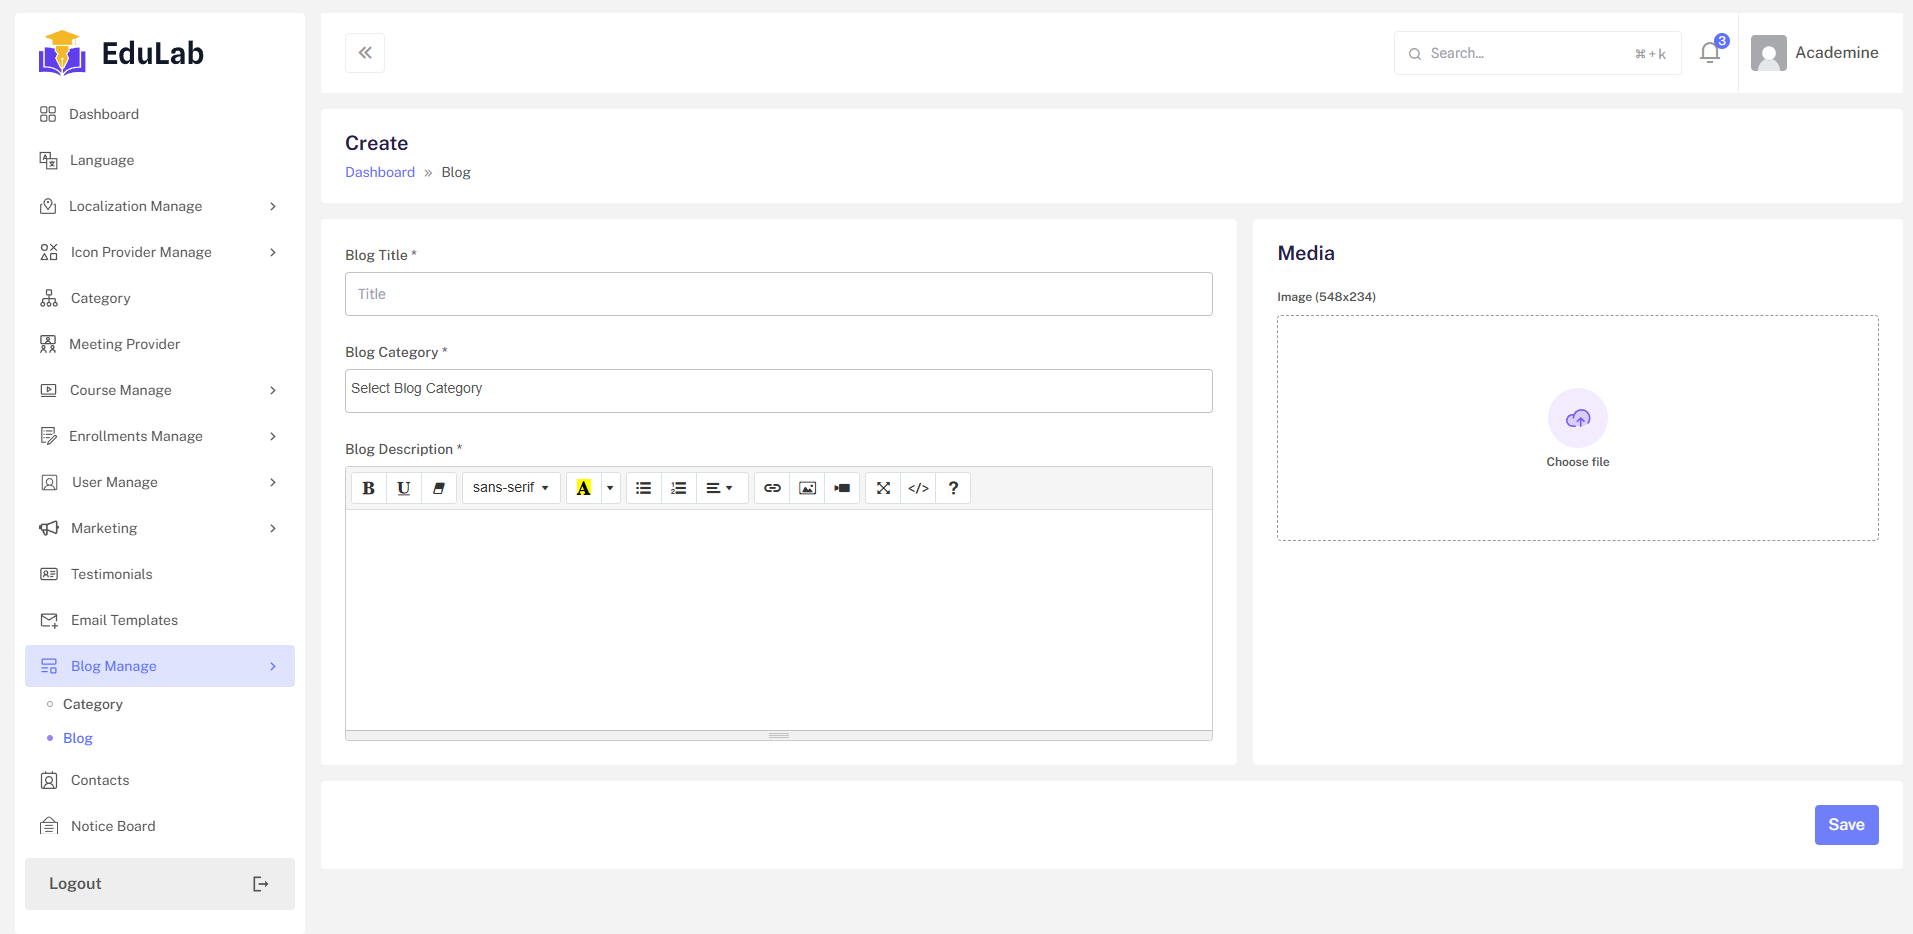 EduLab
Dashboard
Language
Localization Manage
Icon Provider Manage
Category
Meeting Provider
Course Manage
Enrollments Manage
User Manage
Marketing
Testimonials
Email Templates
Blog Manage
Category
Blog
Contacts
Notice Board
Logout
Search... ⌘+k
3
Academine
Create
Dashboard » Blog
Blog Title *
Title
Blog Category *
Select Blog Category
Blog Description *
B U sans-serif A </> ?
Media
Image (548x234)
Choose file
Save